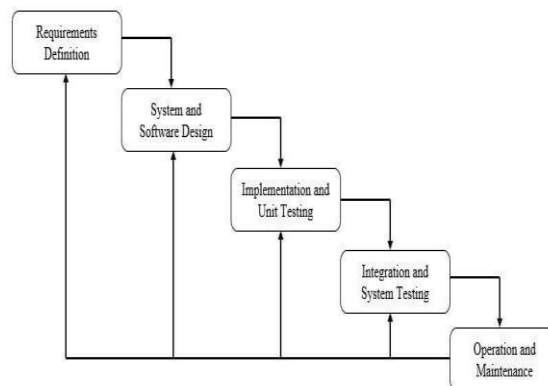 Requirements
Definition
System and
Software Design
Implementation and
Unit Testing
Integration and
System Testing
Operation and
Maintenance